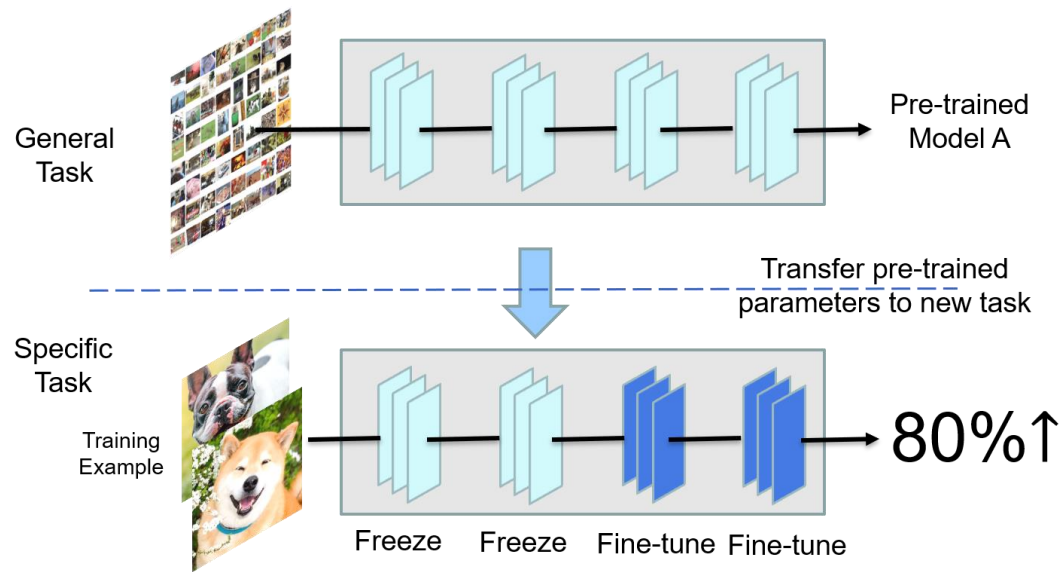 General
Task
Pre-trained
Model A
Transfer pre-trained
parameters to new task
Specific
Task
Training
Example
80%↑
Freeze
Freeze
Fine-tune
Fine-tune